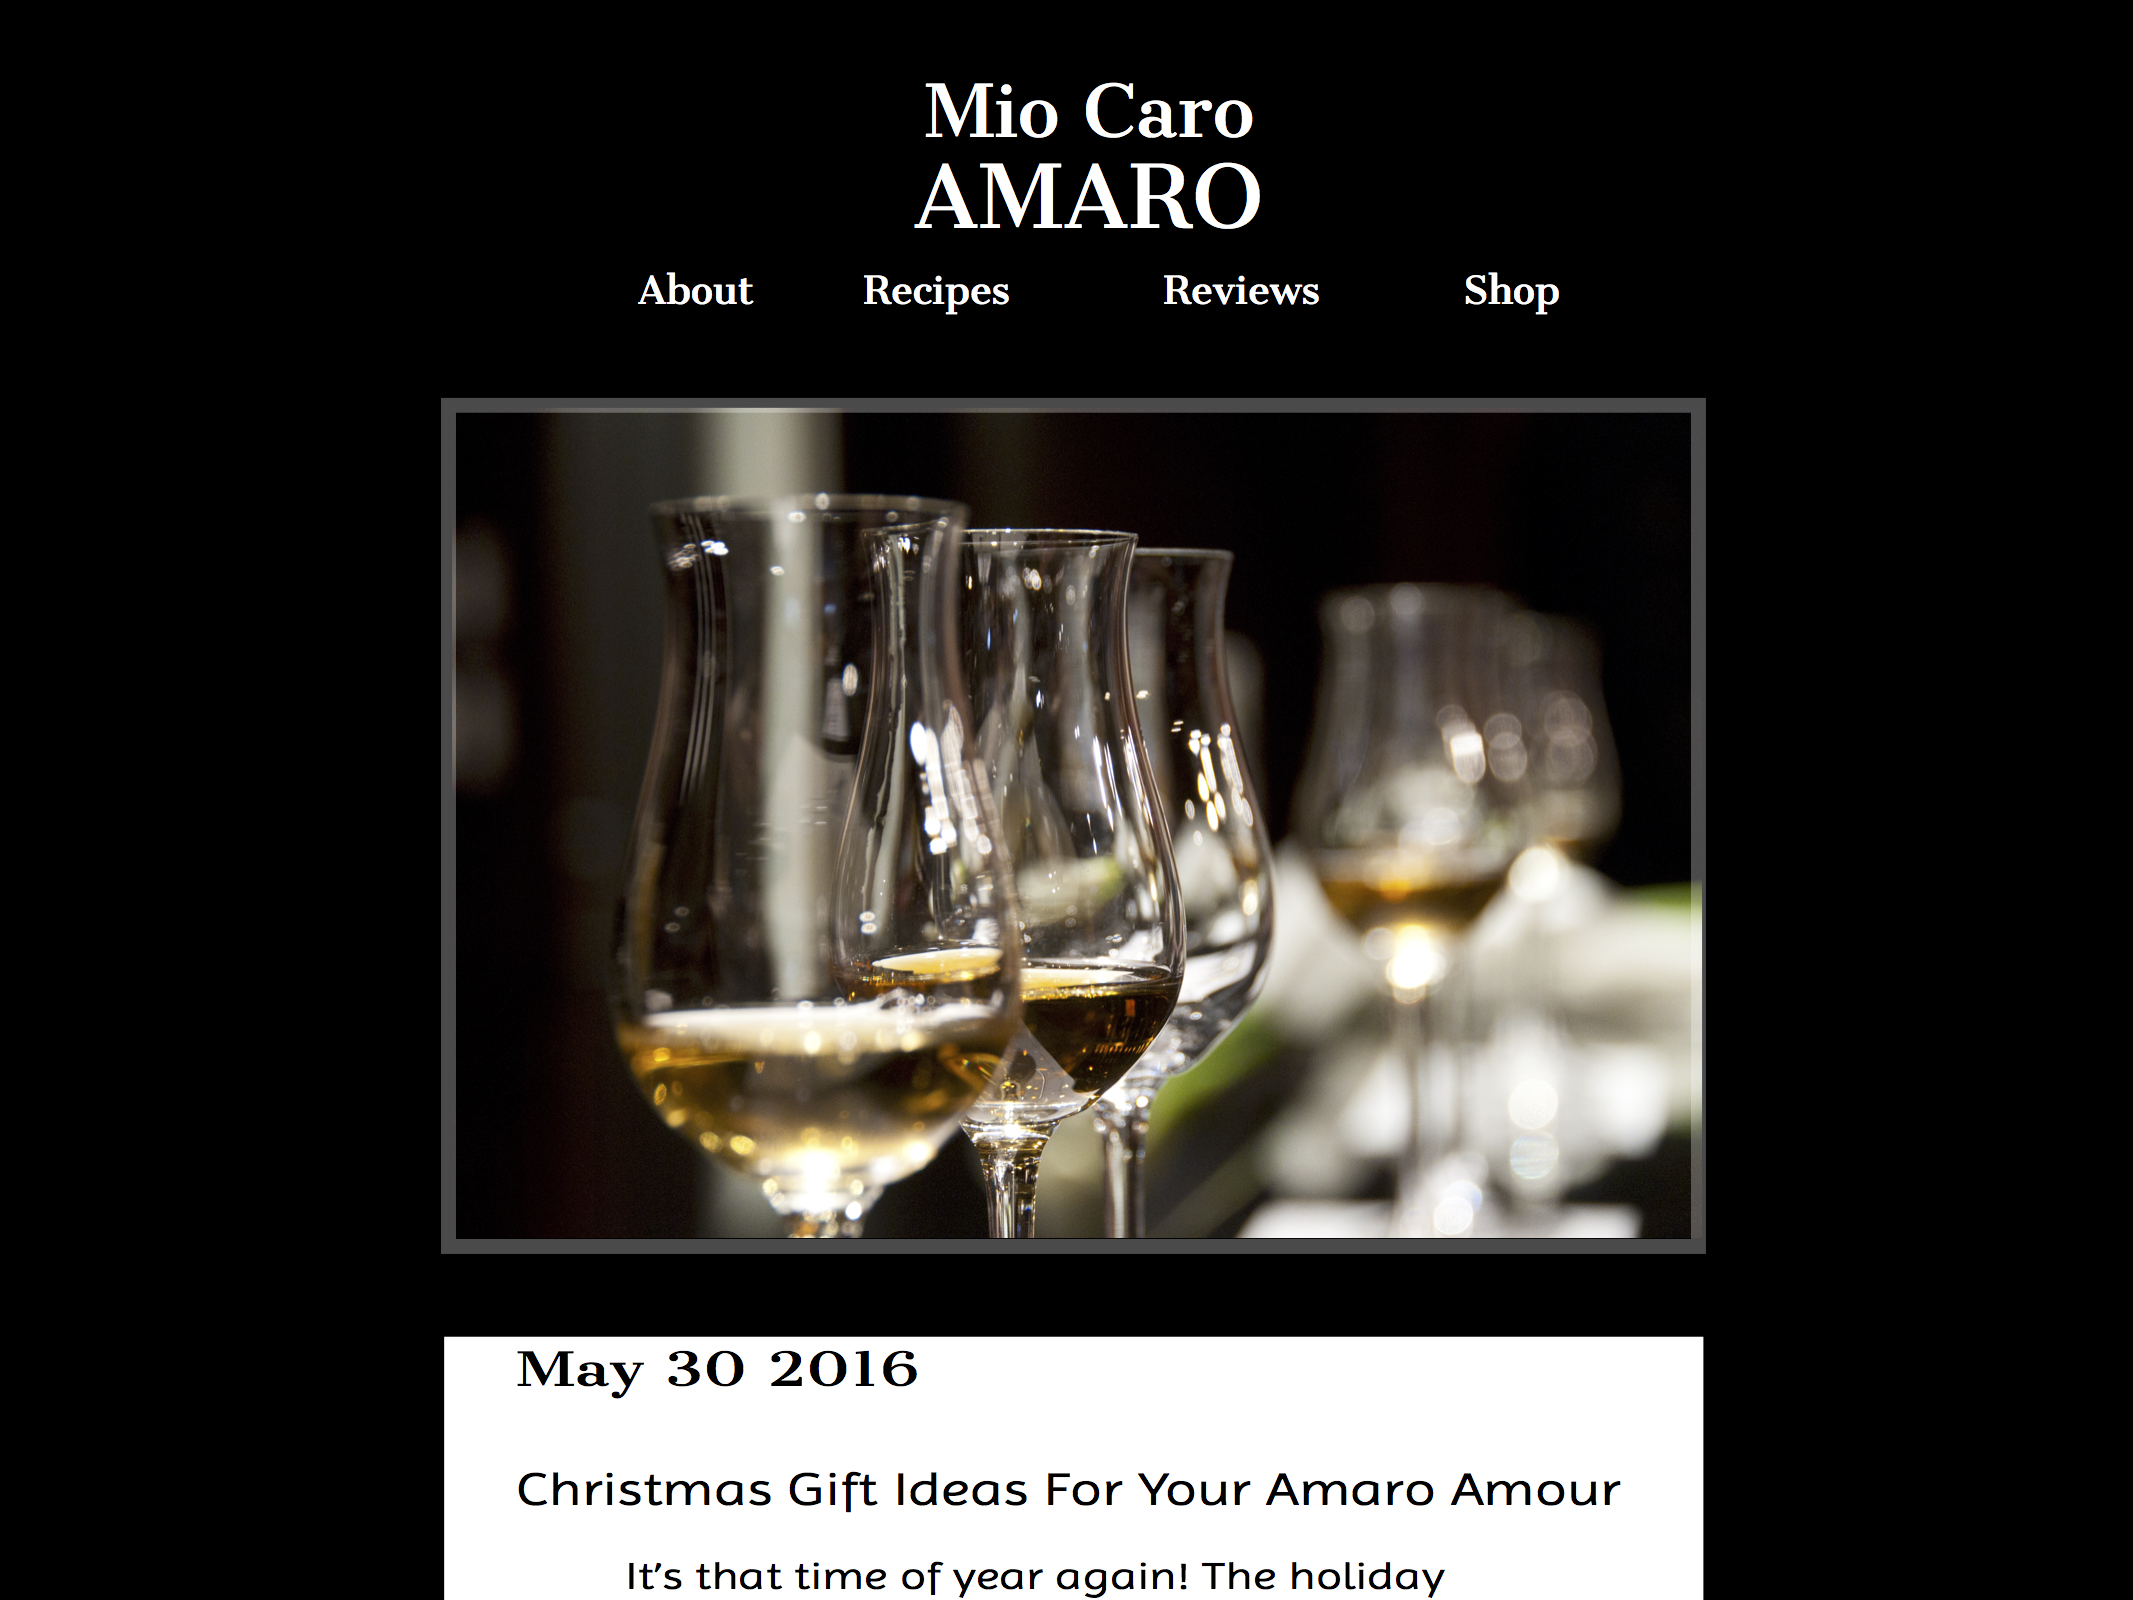 Mio Caro
AMARO
About Recipes Reviews Shop
May 30 2016
Christmas Gift Ideas For Your Amaro Amour
It’s that time of year again! The holiday